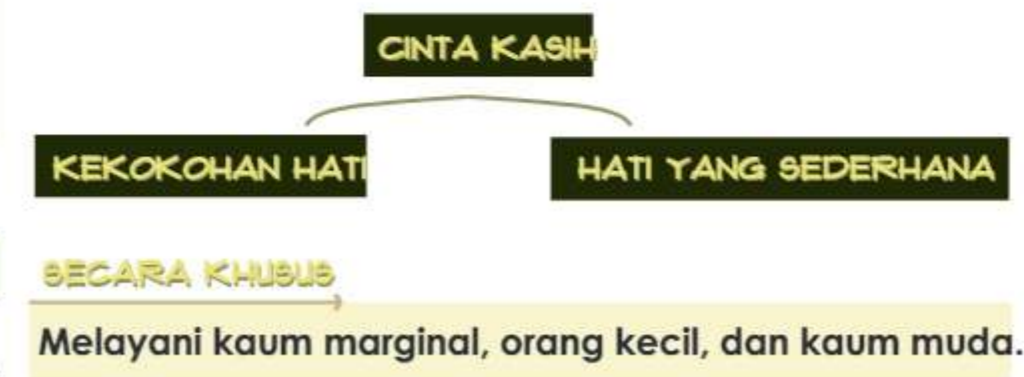 CINTA KASIH
KEKOKOHAN HATI
HATI YANG SEDERHANA
SECARA KHUSUS
Melayani kaum marginal, orang kecil, dan kaum muda.